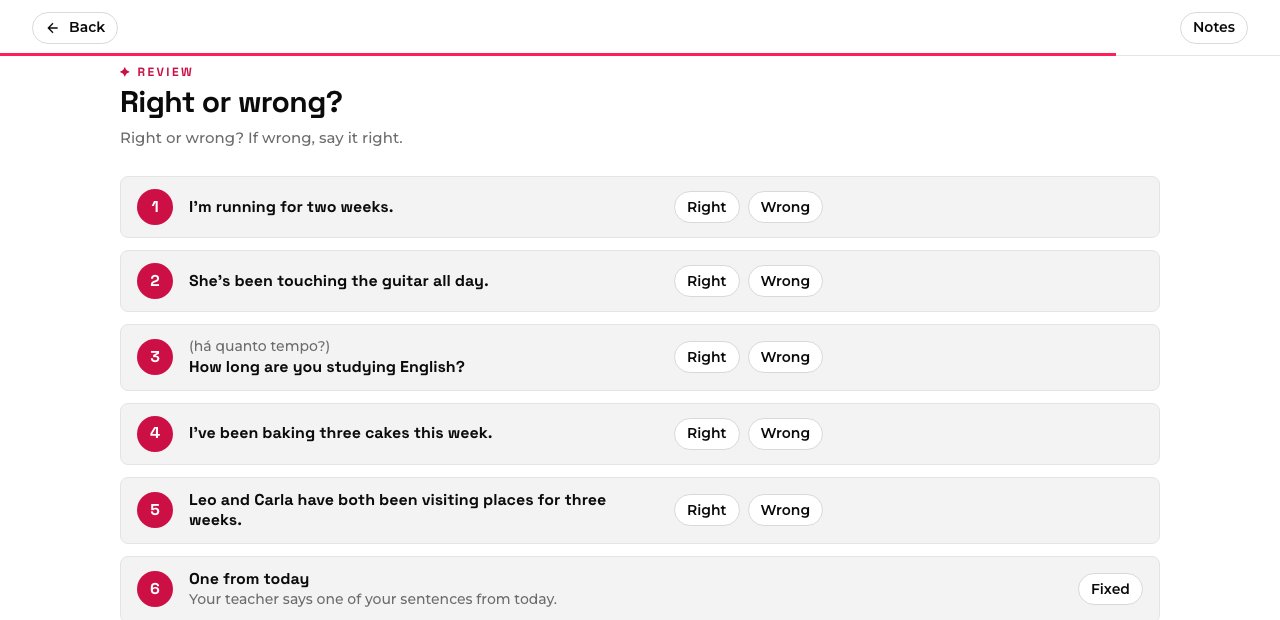 Back
Notes
REVIEW
Right or wrong?
Right or wrong? If wrong, say it right.
1
I'm running for two weeks.
Right
Wrong
2
She's been touching the guitar all day.
Right
Wrong
3
(há quanto tempo?)
How long are you studying English?
Right
Wrong
4
I've been baking three cakes this week.
Right
Wrong
5
Leo and Carla have both been visiting places for three
weeks.
Right
Wrong
6
One from today
Your teacher says one of your sentences from today.
Fixed